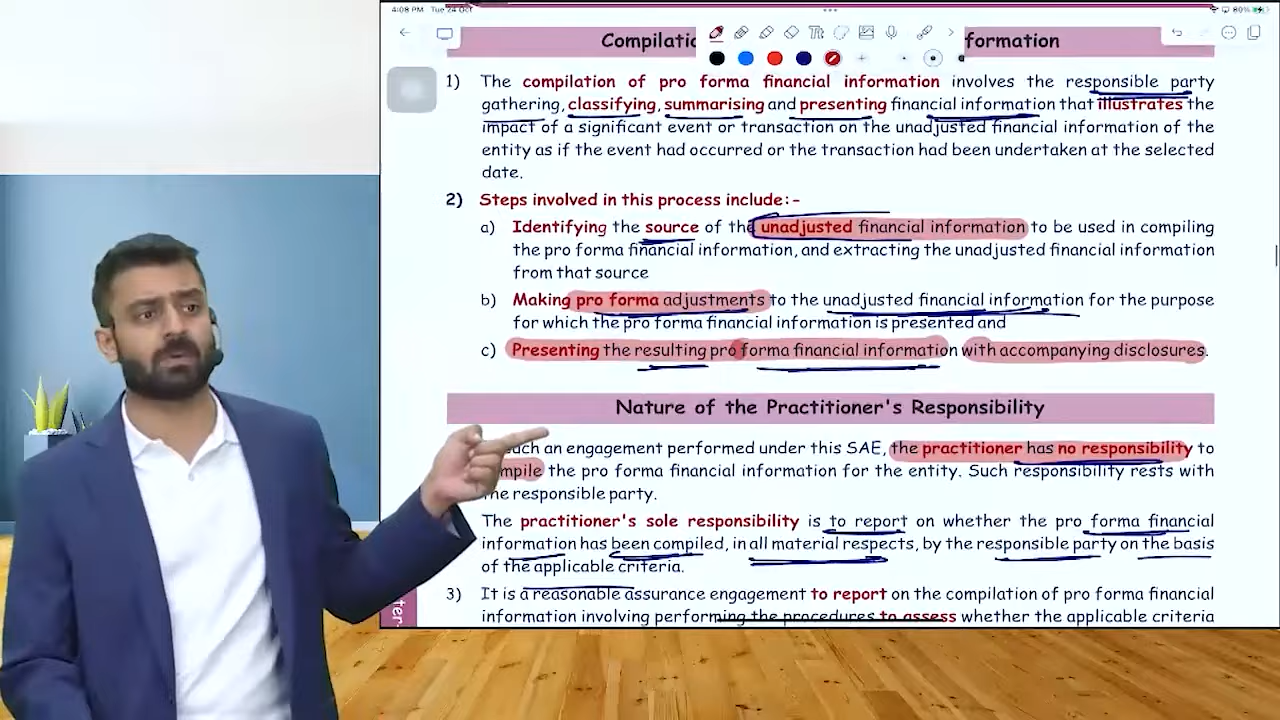 4:08 PM Tue 24 Oct
80%
Compilatio formation
1) The compilation of pro forma financial information involves the responsible party
gathering, classifying, summarising and presenting financial information that illustrates the
impact of a significant event or transaction on the unadjusted financial information of the
entity as if the event had occurred or the transaction had been undertaken at the selected
date.
2) Steps involved in this process include:-
a) Identifying the source of the unadjusted financial information to be used in compiling
the pro forma financial information, and extracting the unadjusted financial information
from that source
b) Making pro forma adjustments to the unadjusted financial information for the purpose
for which the pro forma financial information is presented and
c) Presenting the resulting pro forma financial information with accompanying disclosures.
Nature of the Practitioner's Responsibility
such an engagement performed under this SAE, the practitioner has no responsibility to
mpile the pro forma financial information for the entity. Such responsibility rests with
the responsible party.
The practitioner's sole responsibility is to report on whether the pro forma financial
information has been compiled, in all material respects, by the responsible party on the basis
of the applicable criteria.
3) It is a reasonable assurance engagement to report on the compilation of pro forma financial
information involving performing the procedures to assess whether the applicable criteria
ter-